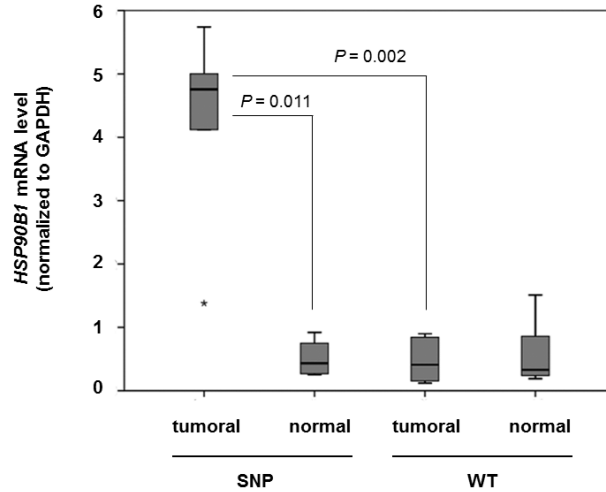 HSP90B1 mRNA level
(normalized to GAPDH)
6
5
4
3
2
1
0
P = 0.002
P = 0.011
*
tumoral normal tumoral normal
SNP WT